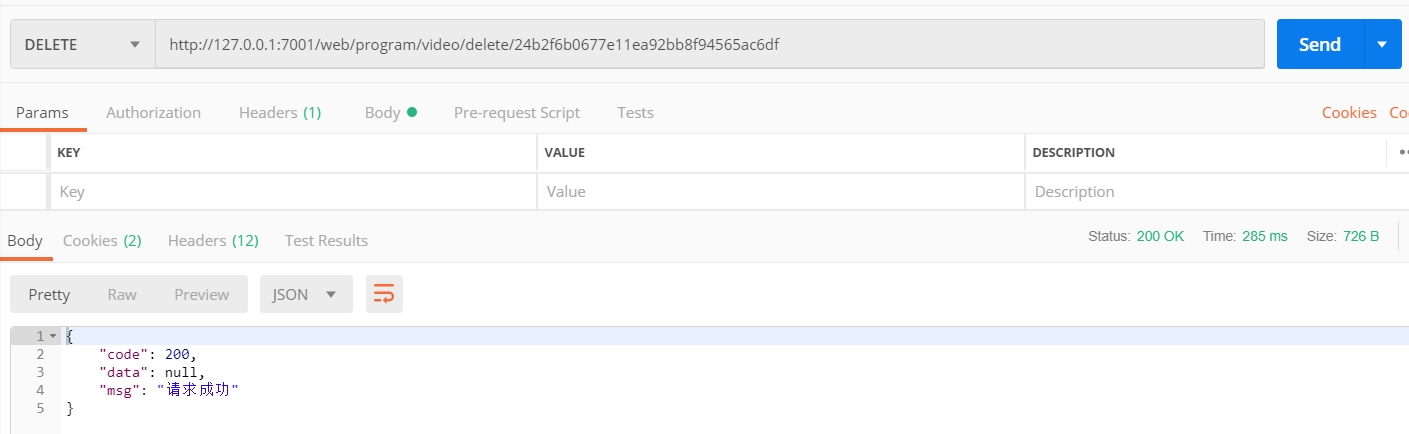 DELETE http://127.0.0.1:7001/web/program/video/delete/24b2f6b0677e11ea92bb8f94565ac6df Send
Params Authorization Headers (1) Body Pre-request Script Tests Cookies Co
KEY VALUE DESCRIPTION
Key Value Description
Body Cookies (2) Headers (12) Test Results Status: 200 OK Time: 285 ms Size: 726 B
Pretty Raw Preview JSON
1 {
2 "code": 200,
3 "data": null,
4 "msg": "请求成功"
5 }